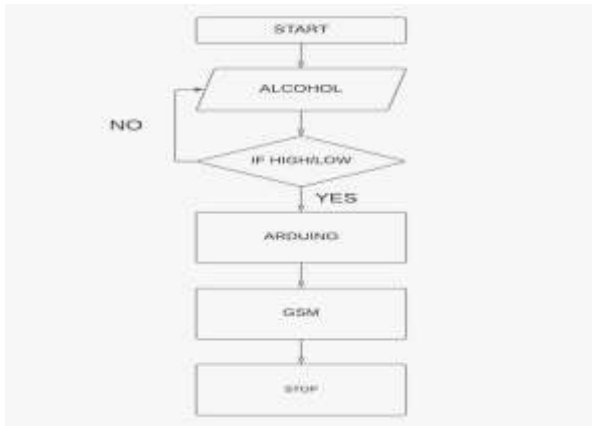 START
ALCOHOL
NO
IF HIGH/LOW
YES
ARDUINO
GSM
STOP